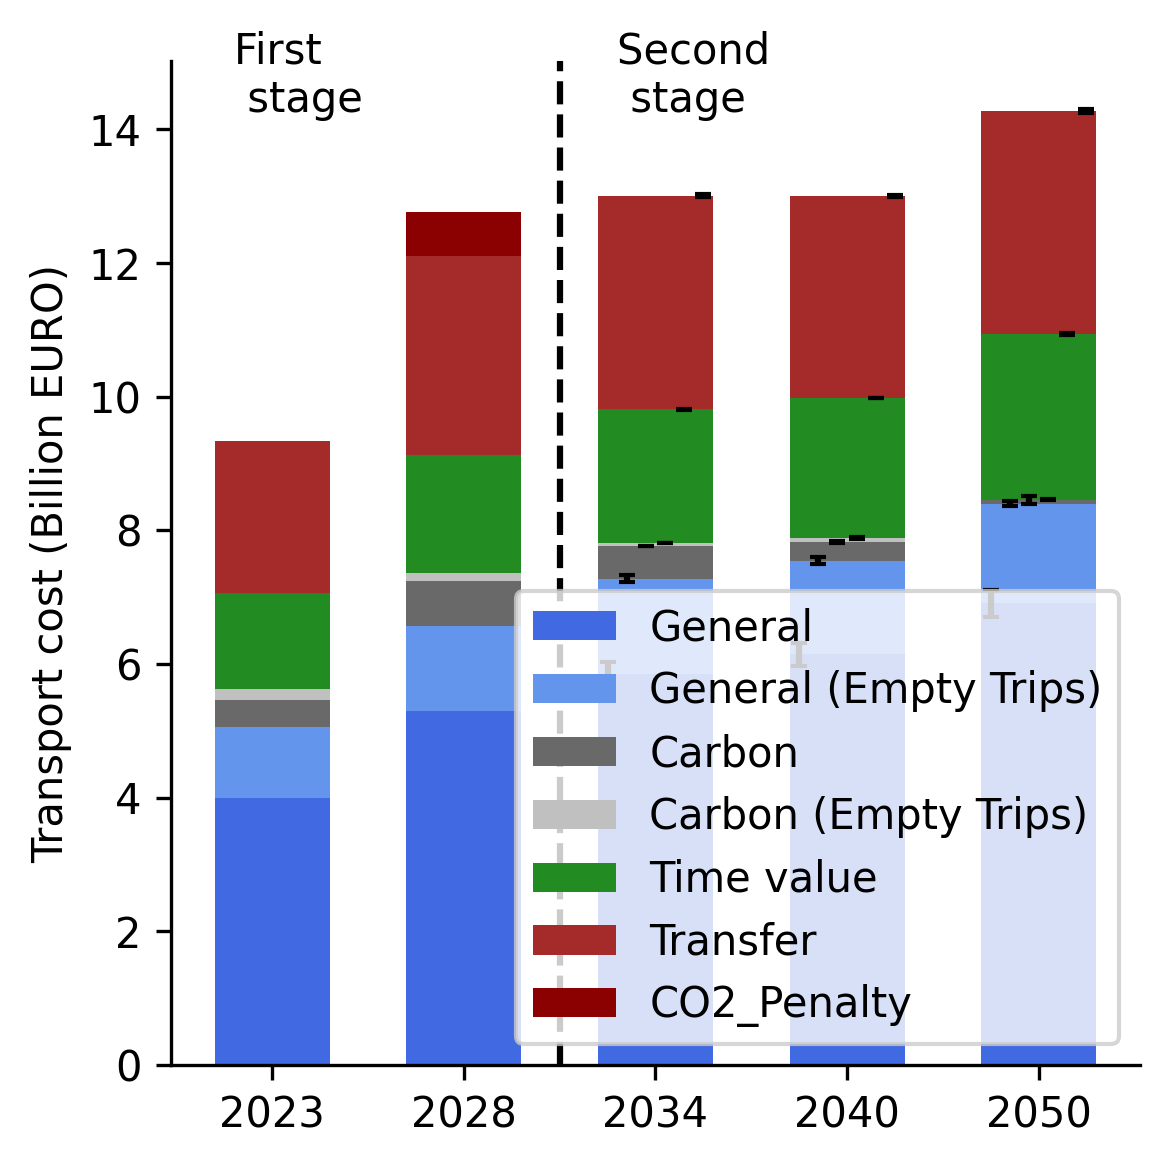 First
stage
Second
stage
Transport cost (Billion EURO)
14
12
10
8
6
4
2
0
General
General (Empty Trips)
Carbon
Carbon (Empty Trips)
Time value
Transfer
CO2_Penalty
2023
2028
2034
2040
2050